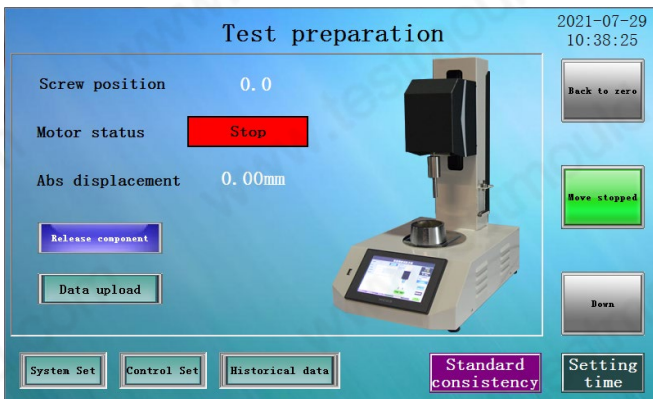 Test preparation
2021-07-29
10:38:25
Screw position 0.0
Back to zero
Motor status Stop
Abs displacement 0.00mm
Move stopped
Release component
Data upload
Down
System Set
Control Set
Historical data
Standard
consistency
Setting
time